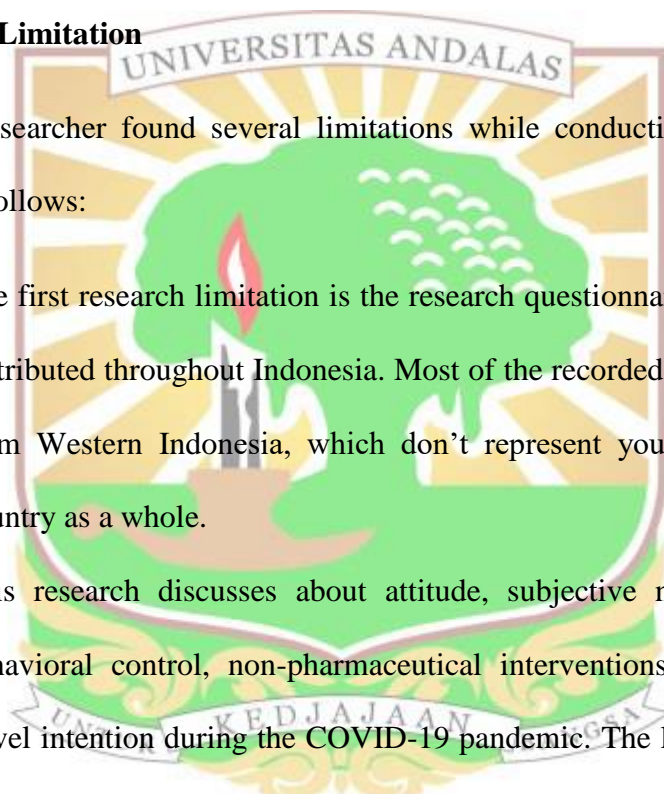 Limitation
UNIVERSITAS ANDALAS
searcher found several limitations while conducti
ollows:
e first research limitation is the research questionna
tributed throughout Indonesia. Most of the recorded
m Western Indonesia, which don’t represent you
untry as a whole.
is research discusses about attitude, subjective
havioral control, non-pharmaceutical interventions
KEDJAJAAN
vel intention during the COVID-19 pandemic. The